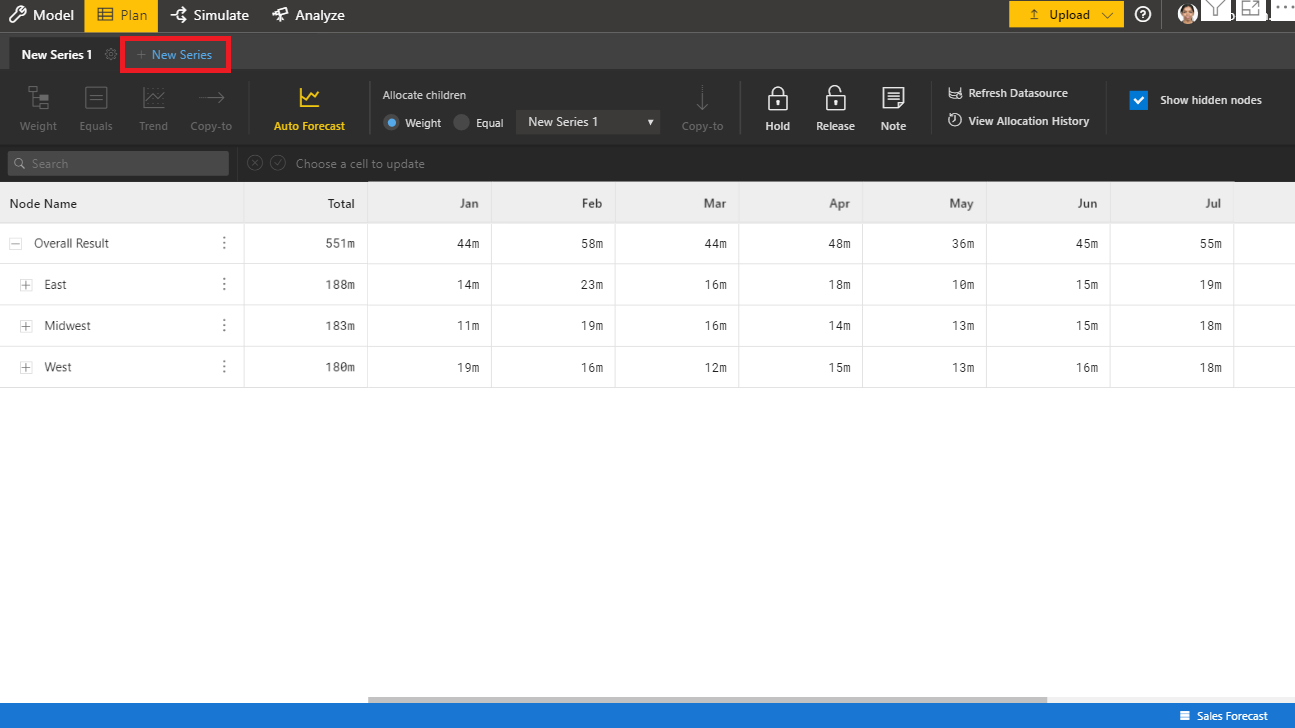 Model Plan Simulate Analyze Upload
New Series 1 + New Series
Allocate children
Weight Equals Trend Copy-to Auto Forecast Weight Equal New Series 1 Copy-to Hold Release Note
Refresh Datasource
View Allocation History
Show hidden nodes
Search Choose a cell to update
Node Name Total Jan Feb Mar Apr May Jun Jul
Overall Result 551m 44m 58m 44m 48m 36m 45m 55m
East 188m 14m 23m 16m 18m 10m 15m 19m
Midwest 183m 11m 19m 16m 14m 13m 15m 18m
West 180m 19m 16m 12m 15m 13m 16m 18m
Sales Forecast